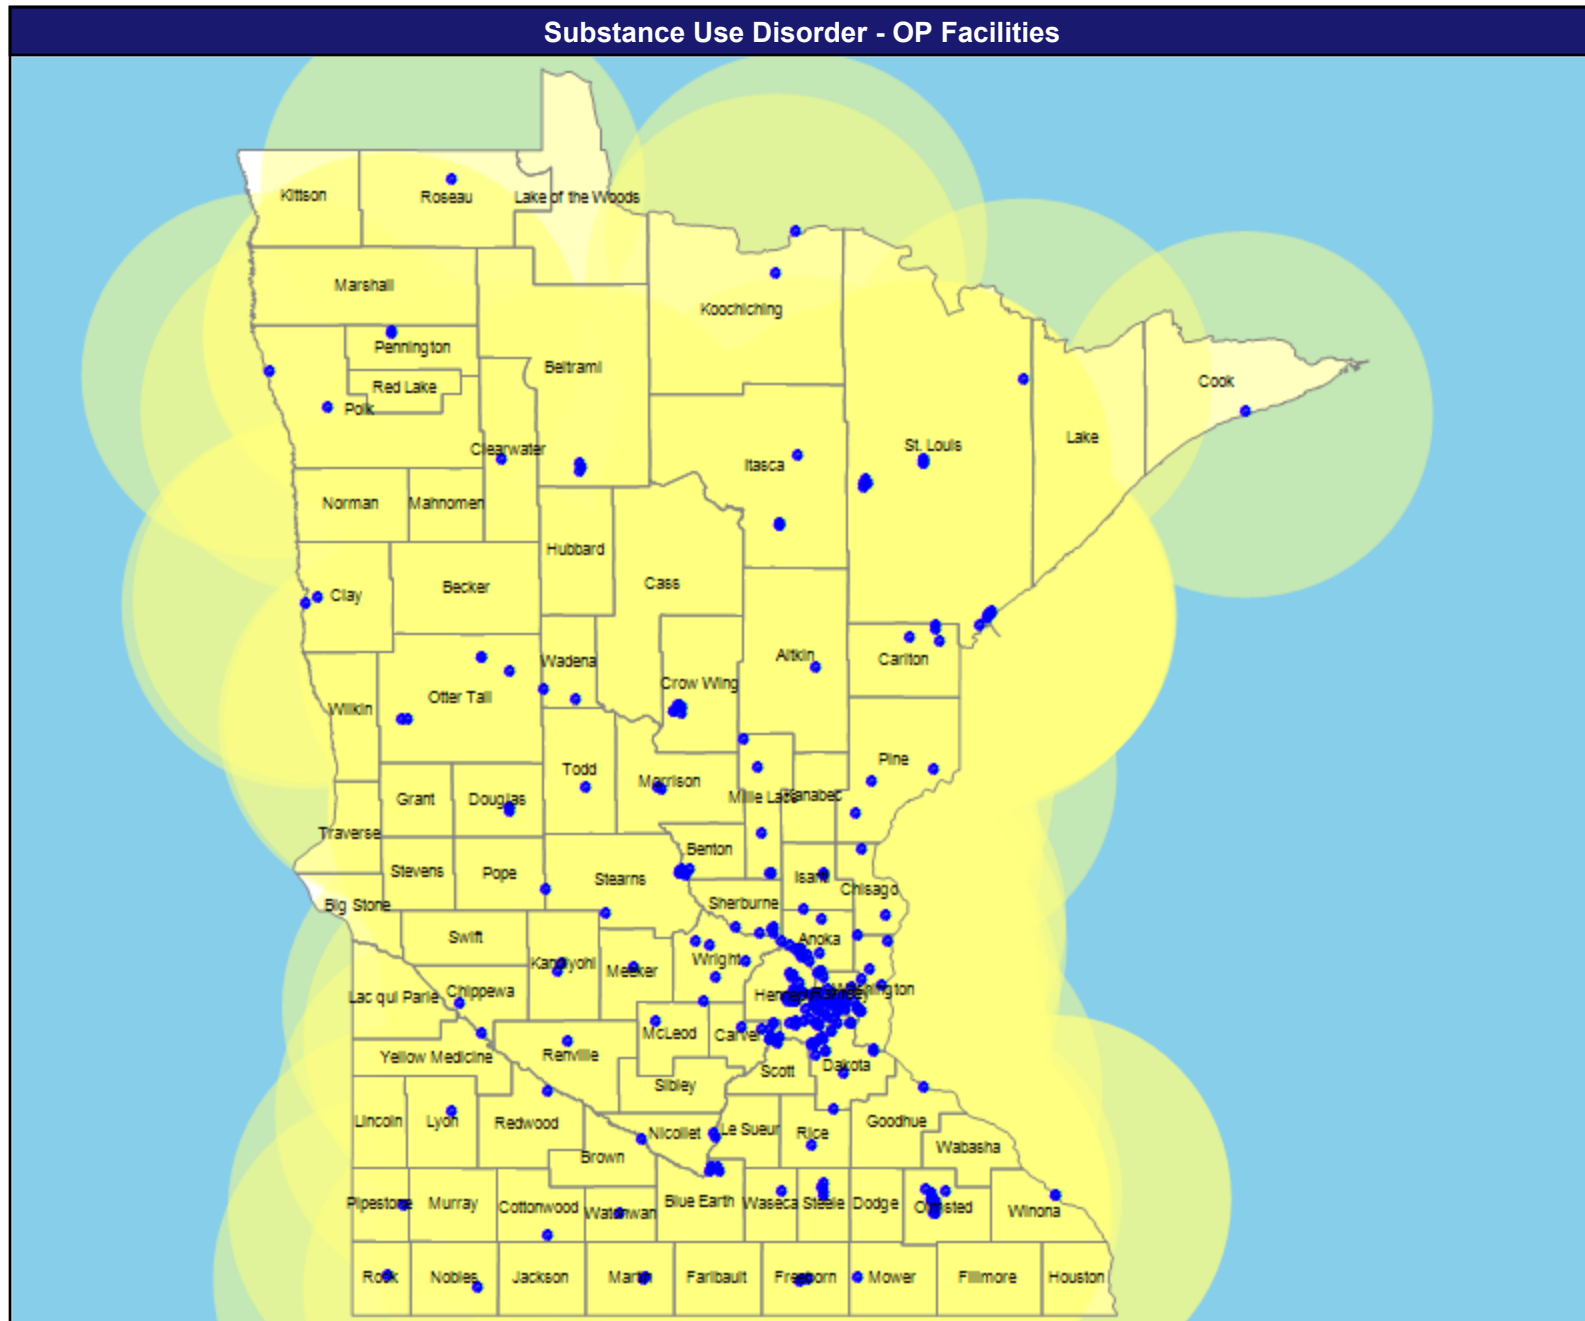 Substance Use Disorder - OP Facilities
Kittson
Roseau
Lake of the Woods
Marshall
Koochiching
Pennington
Beltrami
Red Lake
Polk
Cook
Clearwater
St. Louis
Lake
Itasca
Norman
Mahnomen
Hubbard
Clay
Becker
Cass
Wadena
Aitkin
Carlton
Crow Wing
Otter Tail
Wilkin
Pine
Todd
Morrison
Grant
Douglas
Mille Lacs
Kanabec
Traverse
Benton
Stevens
Pope
Stearns
Isanti
Chisago
Big Stone
Sherburne
Swift
Anoka
Wright
Kandiyohi
Meeker
Lac qui Parle
Chippewa
Hennepin
Ramsey
Washington
McLeod
Carver
Yellow Medicine
Renville
Scott
Dakota
Sibley
Lincoln
Lyon
Redwood
Nicollet
Le Sueur
Rice
Goodhue
Wabasha
Brown
Pipestone
Murray
Cottonwood
Watonwan
Blue Earth
Waseca
Steele
Dodge
Olmsted
Winona
Rock
Nobles
Jackson
Martin
Faribault
Freeborn
Mower
Fillmore
Houston